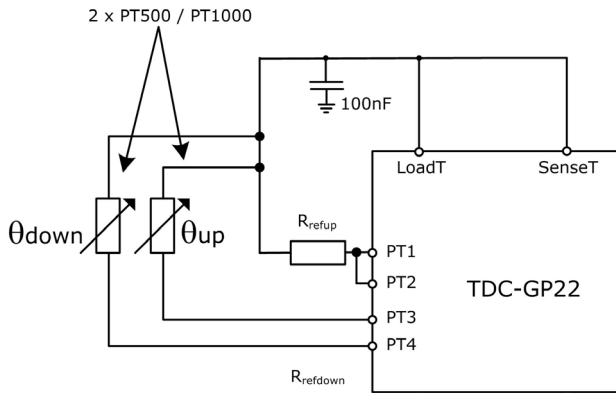 2 x PT500 / PT1000
100nF
LoadT
SenseT
θdown
θup
Rrefup
PT1
PT2
TDC-GP22
PT3
PT4
Rrefdown